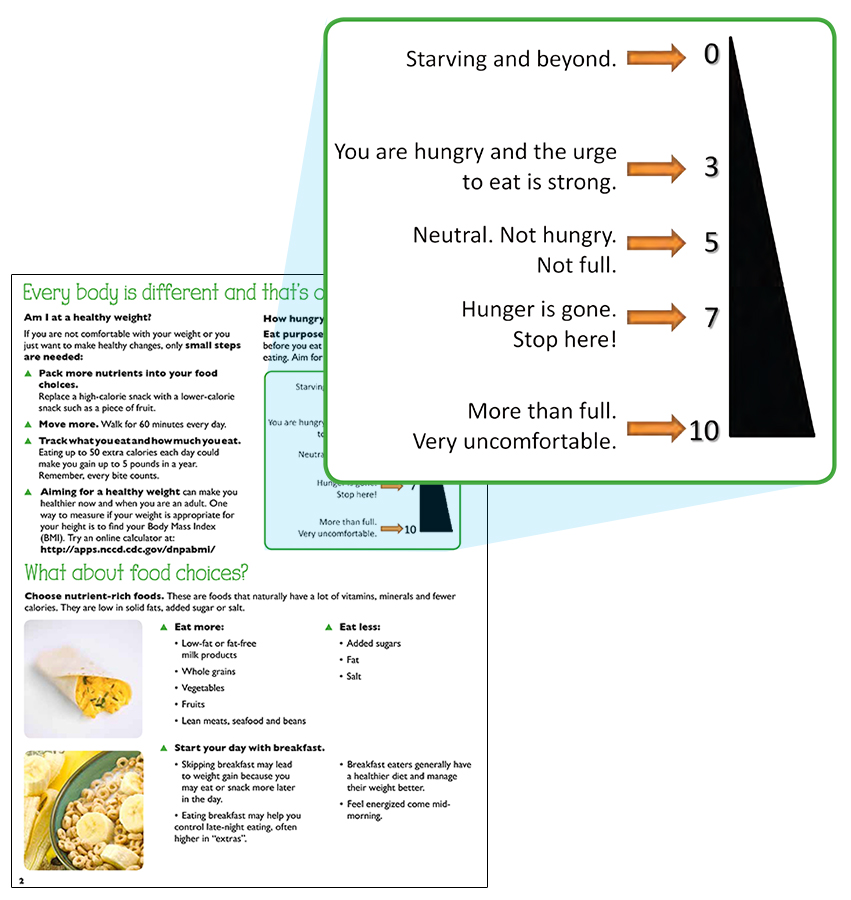 Starving and beyond. 0
You are hungry and the urge
to eat is strong. 3
Neutral. Not hungry. 5
Not full.
Hunger is gone. 7
Stop here!
More than full.
Very uncomfortable. 10
Every body is different and that's
Am I at a healthy weight?
If you are not comfortable with your weight or you
just want to make healthy changes, only small steps
are needed:
Pack more nutrients into your food
choices.
Replace a high-calorie snack with a lower-calorie
snack such as a piece of fruit.
Move more. Walk for 60 minutes every day.
Track what you eat and how much you eat.
Eating up to 50 extra calories each day could
make you gain up to 5 pounds in a year.
Remember, every bite counts.
Aiming for a healthy weight can make you
healthier now and when you are an adult. One
way to measure if your weight is appropriate for
your height is to find your Body Mass Index
(BMI). Try an online calculator at:
http://apps.nccd.cdc.gov/dnpabmi/
How hungry
Eat purpose
before you eat
eating. Aim for
Starving
You are hungry
Hunger is gone. 7
Stop here!
More than full. 10
Very uncomfortable.
What about food choices?
Choose nutrient-rich foods. These are foods that naturally have a lot of vitamins, minerals and fewer
calories. They are low in solid fats, added sugar or salt.
Eat more:
• Low-fat or fat-free
milk products
• Whole grains
• Vegetables
• Fruits
• Lean meats, seafood and beans
Eat less:
• Added sugars
• Fat
• Salt
Start your day with breakfast.
• Skipping breakfast may lead
to weight gain because you
may eat or snack more later
in the day.
• Eating breakfast may help you
control late-night eating, often
higher in "extras".
• Breakfast eaters generally have
a healthier diet and manage
their weight better.
• Feel energized come mid-
morning.
2